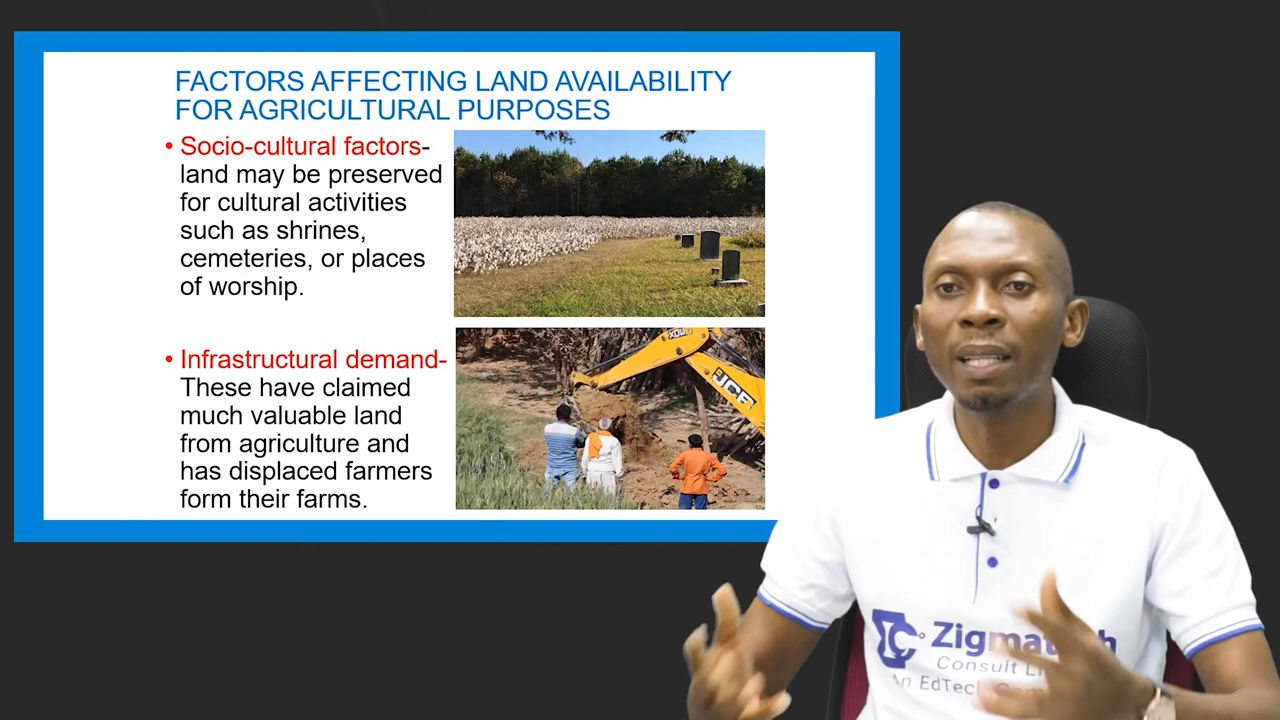 FACTORS AFFECTING LAND AVAILABILITY
FOR AGRICULTURAL PURPOSES
• Socio-cultural factors-
land may be preserved
for cultural activities
such as shrines,
cemeteries, or places
of worship.
• Infrastructural demand-
These have claimed
much valuable land
from agriculture and
has displaced farmers
form their farms.
JCB
Consult
An EdTech